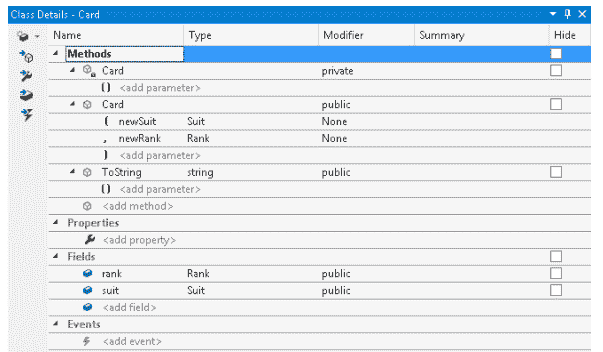 Class Details - Card
Name Type Modifier Summary Hide
Methods
Card private
() <add parameter>
Card public
( newSuit Suit None
, newRank Rank None
) <add parameter>
ToString string public
() <add parameter>
<add method>
Properties
<add property>
Fields
rank Rank public
suit Suit public
<add field>
Events
<add event>